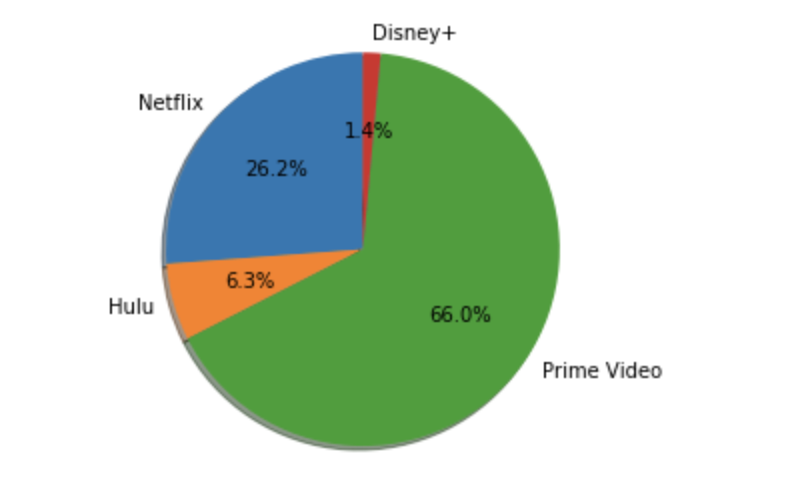 Disney+
Netflix
1.4%
26.2%
6.3%
Hulu
66.0%
Prime Video